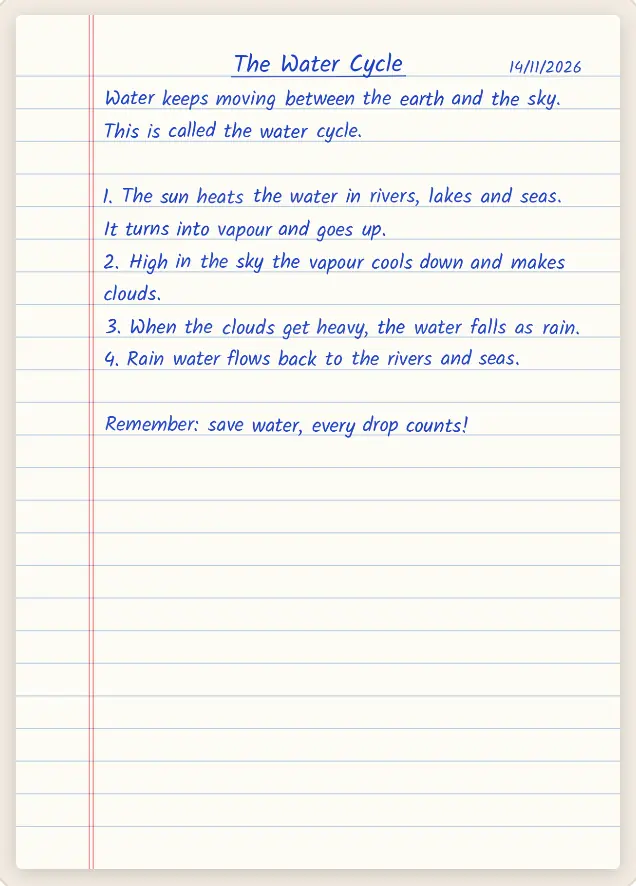 The Water Cycle 14/11/2026
Water keeps moving between the earth and the sky.
This is called the water cycle.
1. The sun heats the water in rivers, lakes and seas.
It turns into vapour and goes up.
2. High in the sky the vapour cools down and makes
clouds.
3. When the clouds get heavy, the water falls as rain.
4. Rain water flows back to the rivers and seas.
Remember: save water, every drop counts!